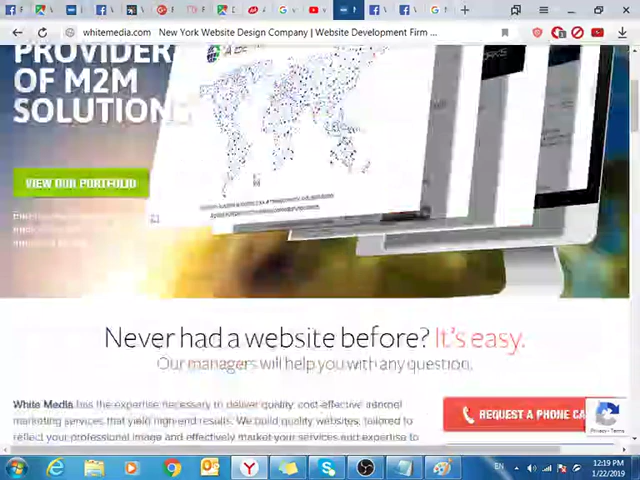 whitemedia.com New York Website Design Company | Website Development Firm ...
PROVIDER
OF M2M
SOLUTIONS
VIEW OUR PORTFOLIO
Never had a website before? It's easy.
Our managers will help you with any question.
White Media has the expertise necessary to deliver quality, cost-effective internet
marketing services that yield high-end results. We build quality websites, tailored to
reflect your professional image and effectively market your services and expertise to
REQUEST A PHONE CA
Privacy - Terms
EN
12:19 PM
1/22/2019